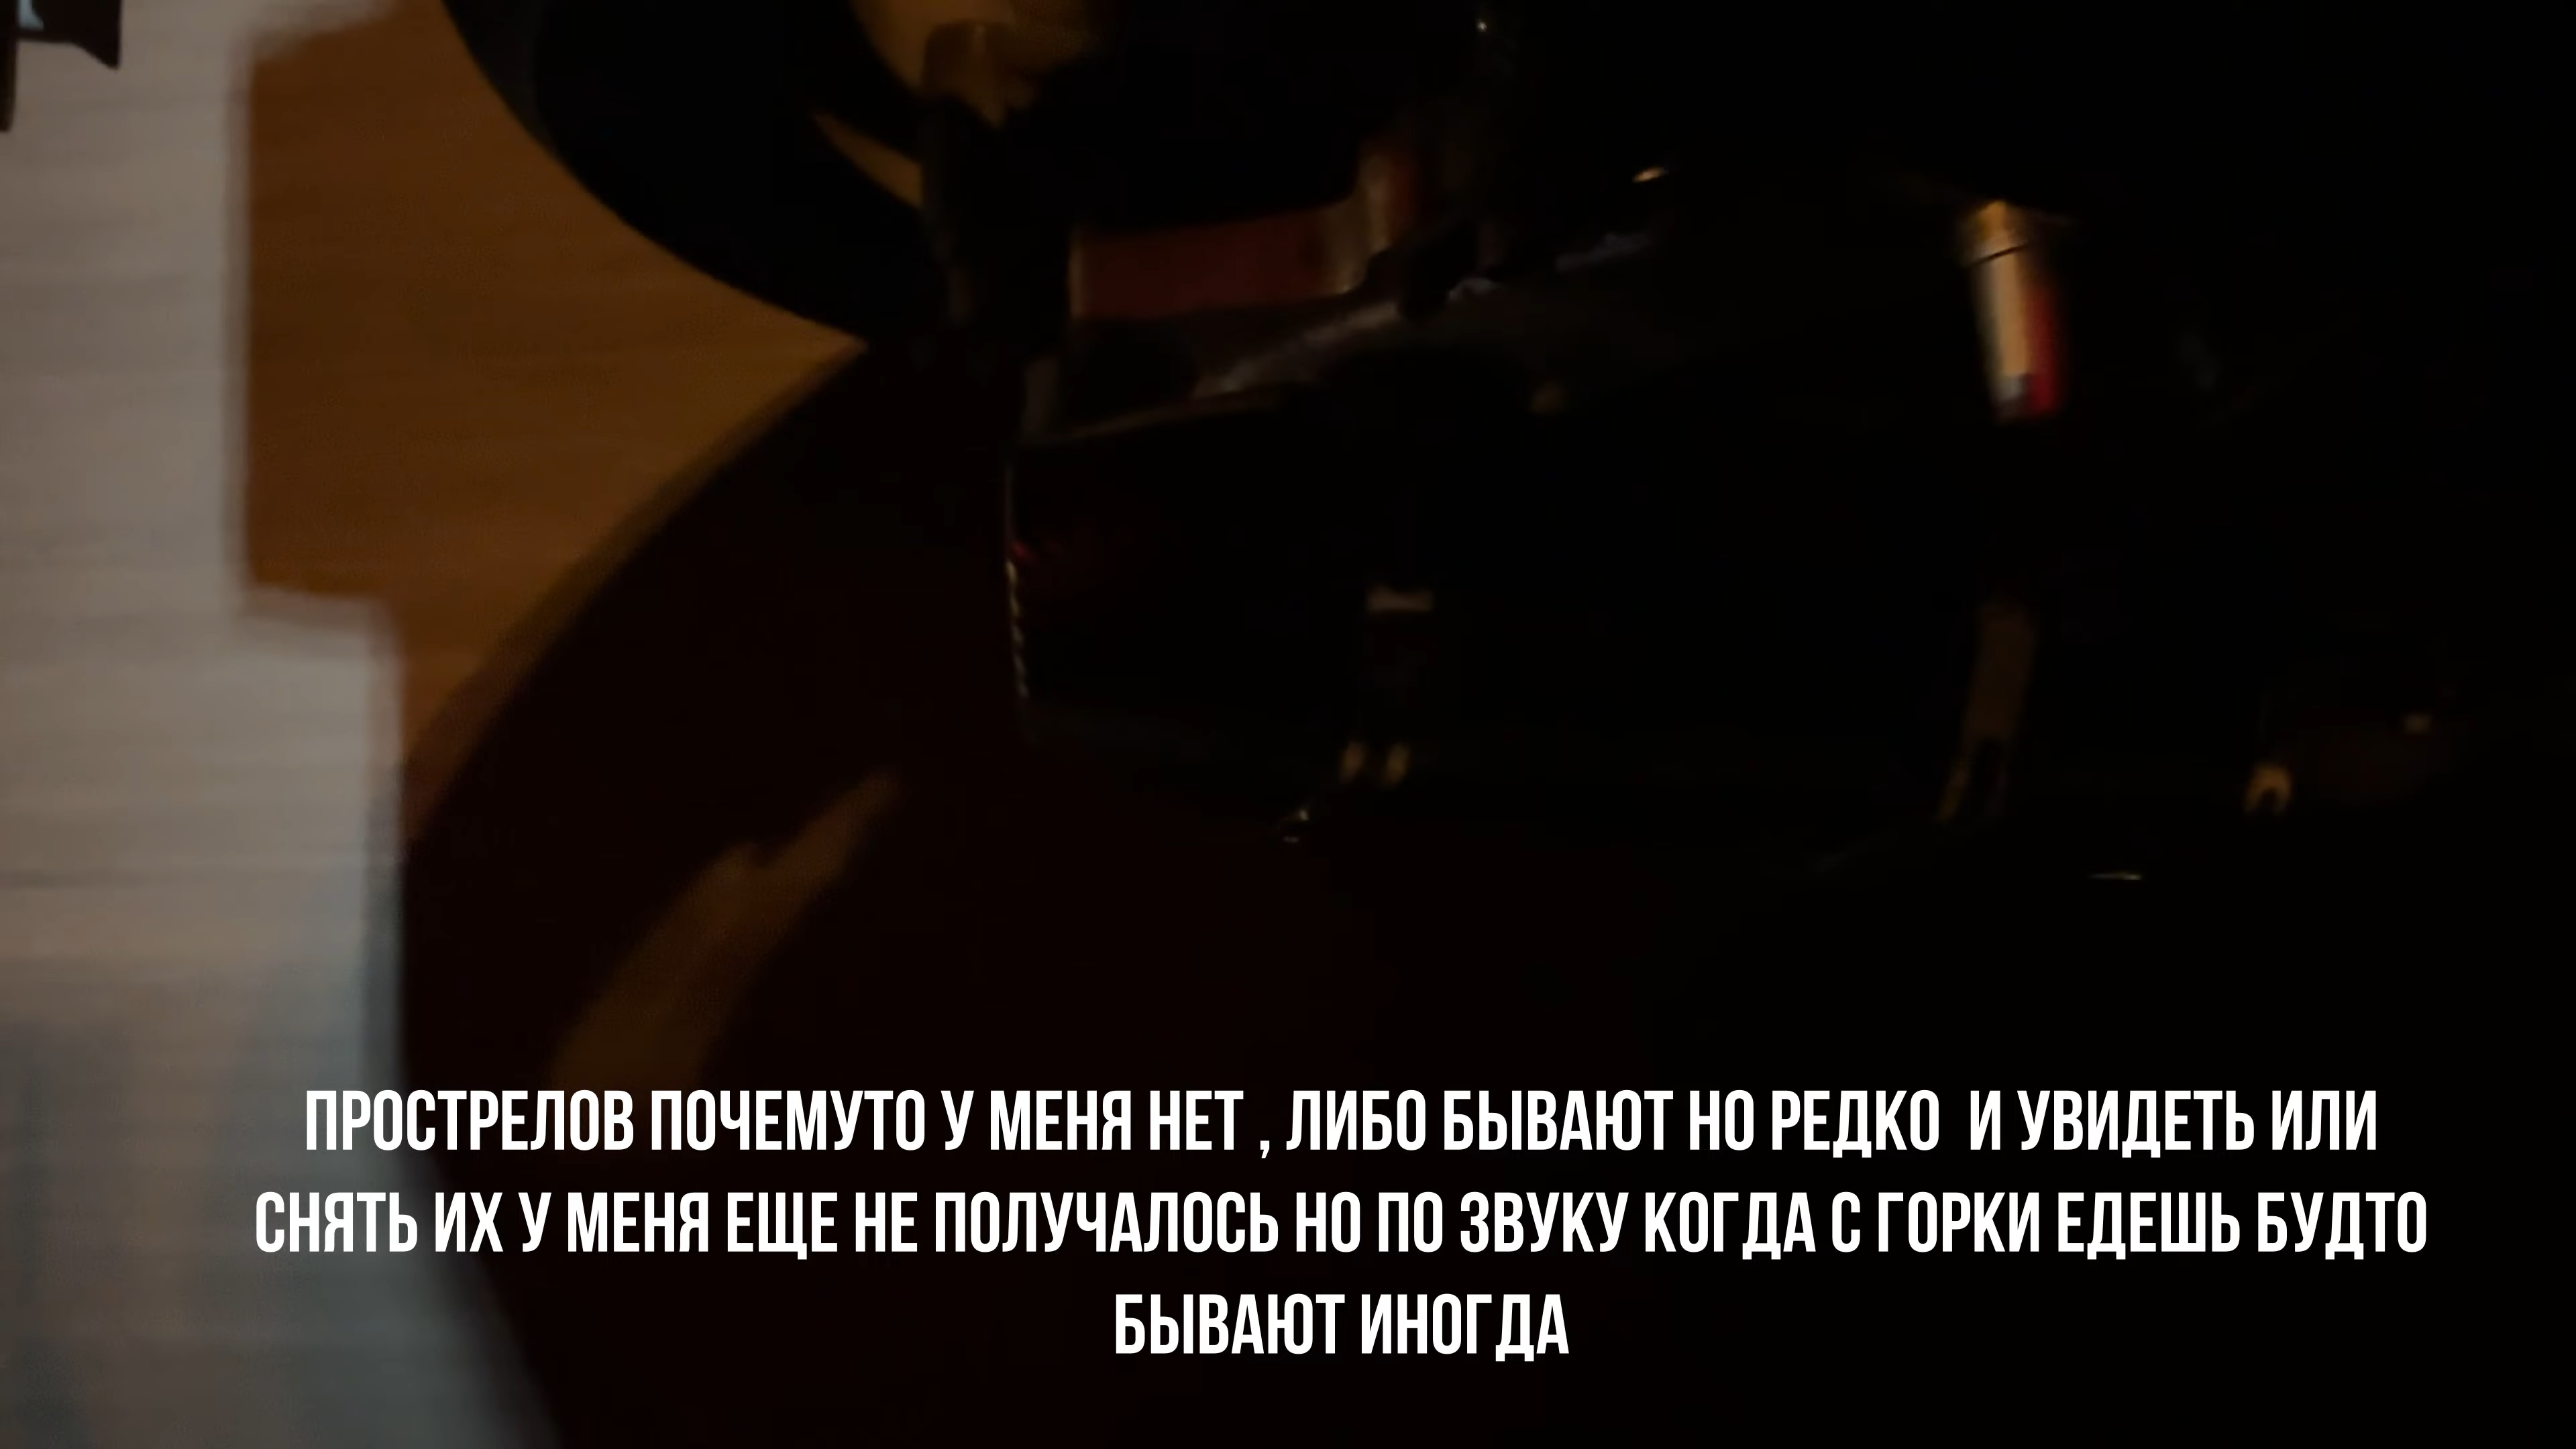 ПРОСТРЕЛОВ ПОЧЕМУТО У МЕНЯ НЕТ , ЛИБО БЫВАЮТ НО РЕДКО  И УВИДЕТЬ ИЛИ
СНЯТЬ ИХ У МЕНЯ ЕЩЕ НЕ ПОЛУЧАЛОСЬ НО ПО ЗВУКУ КОГДА С ГОРКИ ЕДЕШЬ БУДТО
БЫВАЮТ ИНОГДА